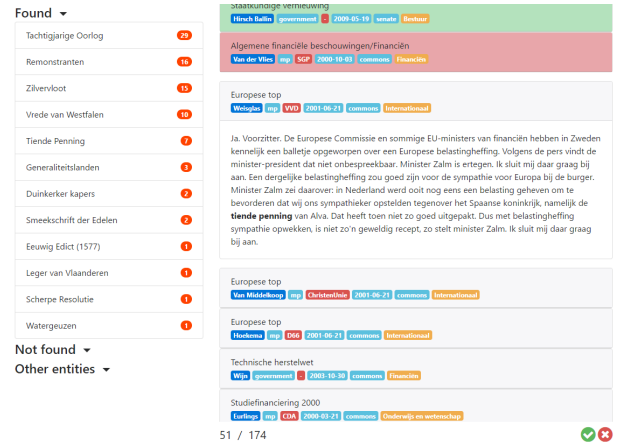 Found
Tachtigjarige Oorlog 29
Remonstranten 16
Zilvervloot 15
Vrede van Westfalen 10
Tiende Penning 7
Generaliteitslanden 3
Duinkerker kapers 2
Smeekschrift der Edelen 2
Eeuwig Edict (1577) 1
Leger van Vlaanderen 1
Scherpe Resolutie 1
Watergeuzen 1
Not found
Other entities
Staatkundige vernieuwing
Hirsch Ballin government - 2009-05-19 senate Bestuur
Algemene financiële beschouwingen/Financiën
Van der Vlies mp SGP 2000-10-03 commons Financiën
Europese top
Weisglas mp VVD 2001-06-21 commons Internationaal
Ja. Voorzitter. De Europese Commissie en sommige EU-ministers van financiën hebben in Zweden
kennelijk een balletje opgeworpen over een Europese belastingheffing. Volgens de pers vindt de
minister-president dat niet onbespreekbaar. Minister Zalm is ertegen. Ik sluit mij daar graag bij
aan. Een dergelijke belastingheffing zou goed zijn voor de sympathie voor Europa bij de burger.
Minister Zalm zei daarover: in Nederland werd ooit nog eens een belasting geheven om te
bevorderen dat wij ons sympathieker opstelden tegenover het Spaanse koninkrijk, namelijk de
tiende penning van Alva. Dat heeft toen niet zo goed uitgepakt. Dus met belastingheffing
sympathie opwekken, is niet zo'n geweldig recept, zo stelt minister Zalm. Ik sluit mij daar graag
bij aan.
Europese top
Van Middelkoop mp ChristenUnie 2001-06-21 commons Internationaal
Europese top
Hoekema mp D66 2001-06-21 commons Internationaal
Technische herstelwet
Wijn government - 2003-10-30 commons Financiën
Studiefinanciering 2000
Eurlings mp CDA 2000-03-21 commons Onderwijs en wetenschap
51 / 174